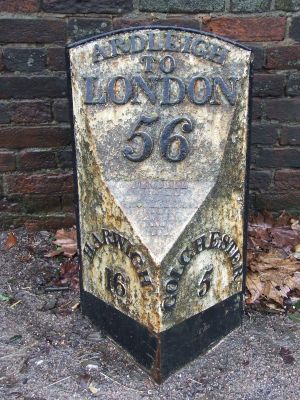 ARDLEIGH
TO
LONDON
56
HARWICH
16
COLCHESTER
5